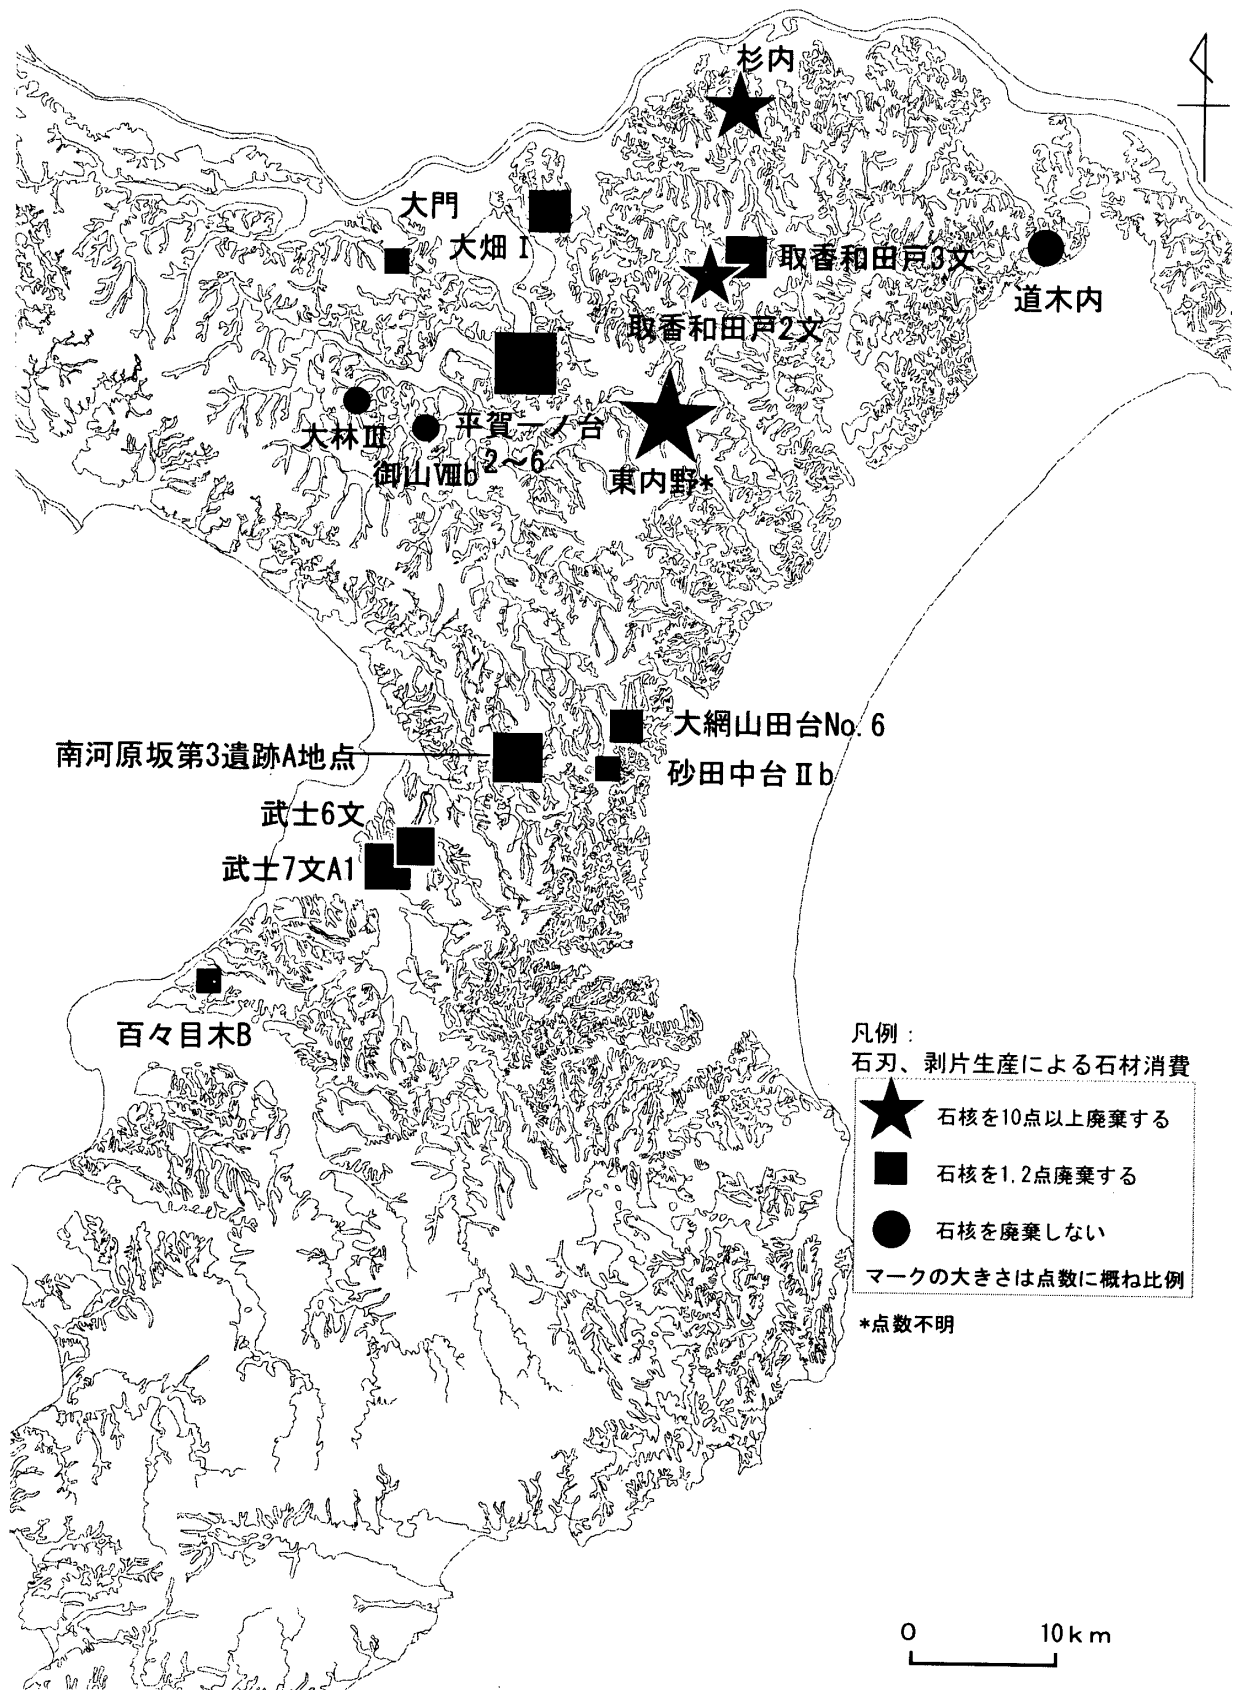 杉内
大門
大畑Ⅰ
取香和田戸3文
道木内
取香和田戸2文
大林Ⅲ
平賀一ノ台
2～6
御山Ⅷb
東内野*
大網山田台No.6
南河原坂第3遺跡A地点
砂田中台Ⅱb
武士6文
武士7文A1
百々目木B
凡例：
石刃、剥片生産による石材消費
石核を10点以上廃棄する
石核を1,2点廃棄する
石核を廃棄しない
マークの大きさは点数に概ね比例
*点数不明
0 10km